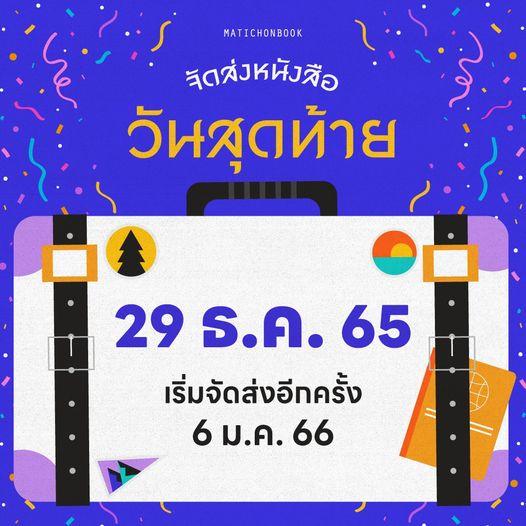 MATICHONBOOK
จัดส่งหนังสือ
วันสุดท้าย
29 ธ.ค. 65
เริ่มจัดส่งอีกครั้ง
6 ม.ค. 66